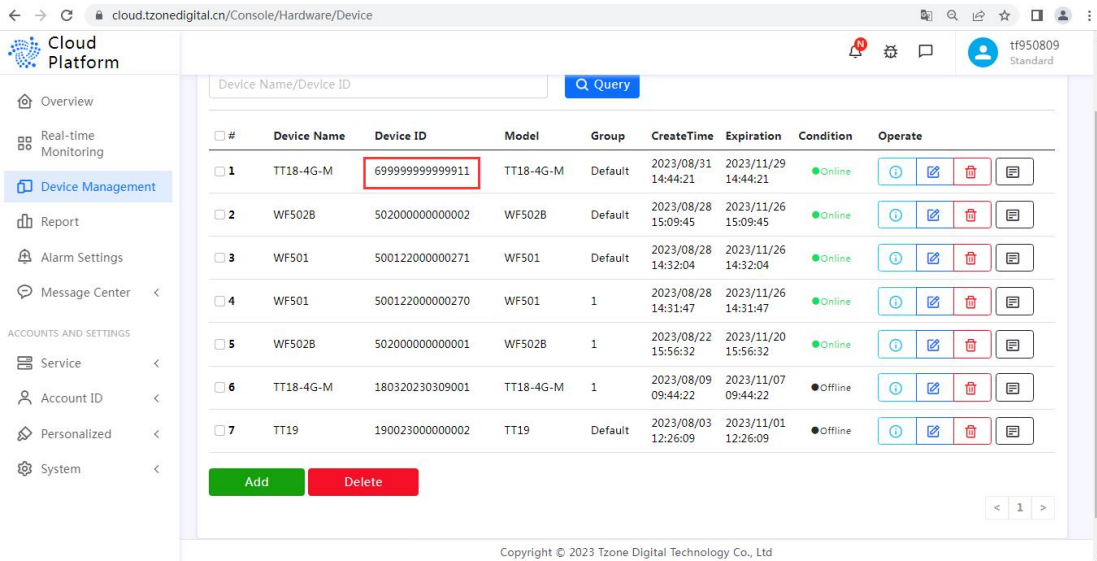 cloud.tzonedigital.cn/Console/Hardware/Device
Cloud
Platform
N
tf950809
Standard
Overview
Real-time
Monitoring
Device Management
Report
Alarm Settings
Message Center
ACCOUNTS AND SETTINGS
Service
Account ID
Personalized
System
Device Name/Device ID
Query
# Device Name Device ID Model Group CreateTime Expiration Condition Operate
1 TT18-4G-M 699999999999911 TT18-4G-M Default 2023/08/31 14:44:21 2023/11/29 14:44:21 Online
2 WF502B 502000000000002 WF502B Default 2023/08/28 15:09:45 2023/11/26 15:09:45 Online
3 WF501 500122000000271 WF501 Default 2023/08/28 14:32:04 2023/11/26 14:32:04 Online
4 WF501 500122000000270 WF501 1 2023/08/28 14:31:47 2023/11/26 14:31:47 Online
5 WF502B 502000000000001 WF502B 1 2023/08/22 15:56:32 2023/11/20 15:56:32 Online
6 TT18-4G-M 180320230309001 TT18-4G-M 1 2023/08/09 09:44:22 2023/11/07 09:44:22 Offline
7 TT19 190023000000002 TT19 Default 2023/08/03 12:26:09 2023/11/01 12:26:09 Offline
Add
Delete
< 1 >
Copyright © 2023 Tzone Digital Technology Co., Ltd